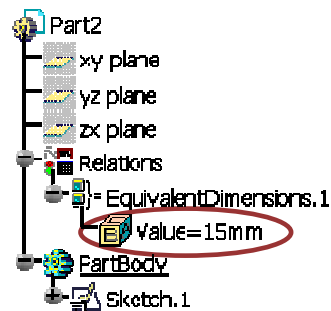 Part2
xy plane
yz plane
zx plane
Relations
EquivalentDimensions.1
Value=15mm
PartBody
Sketch.1